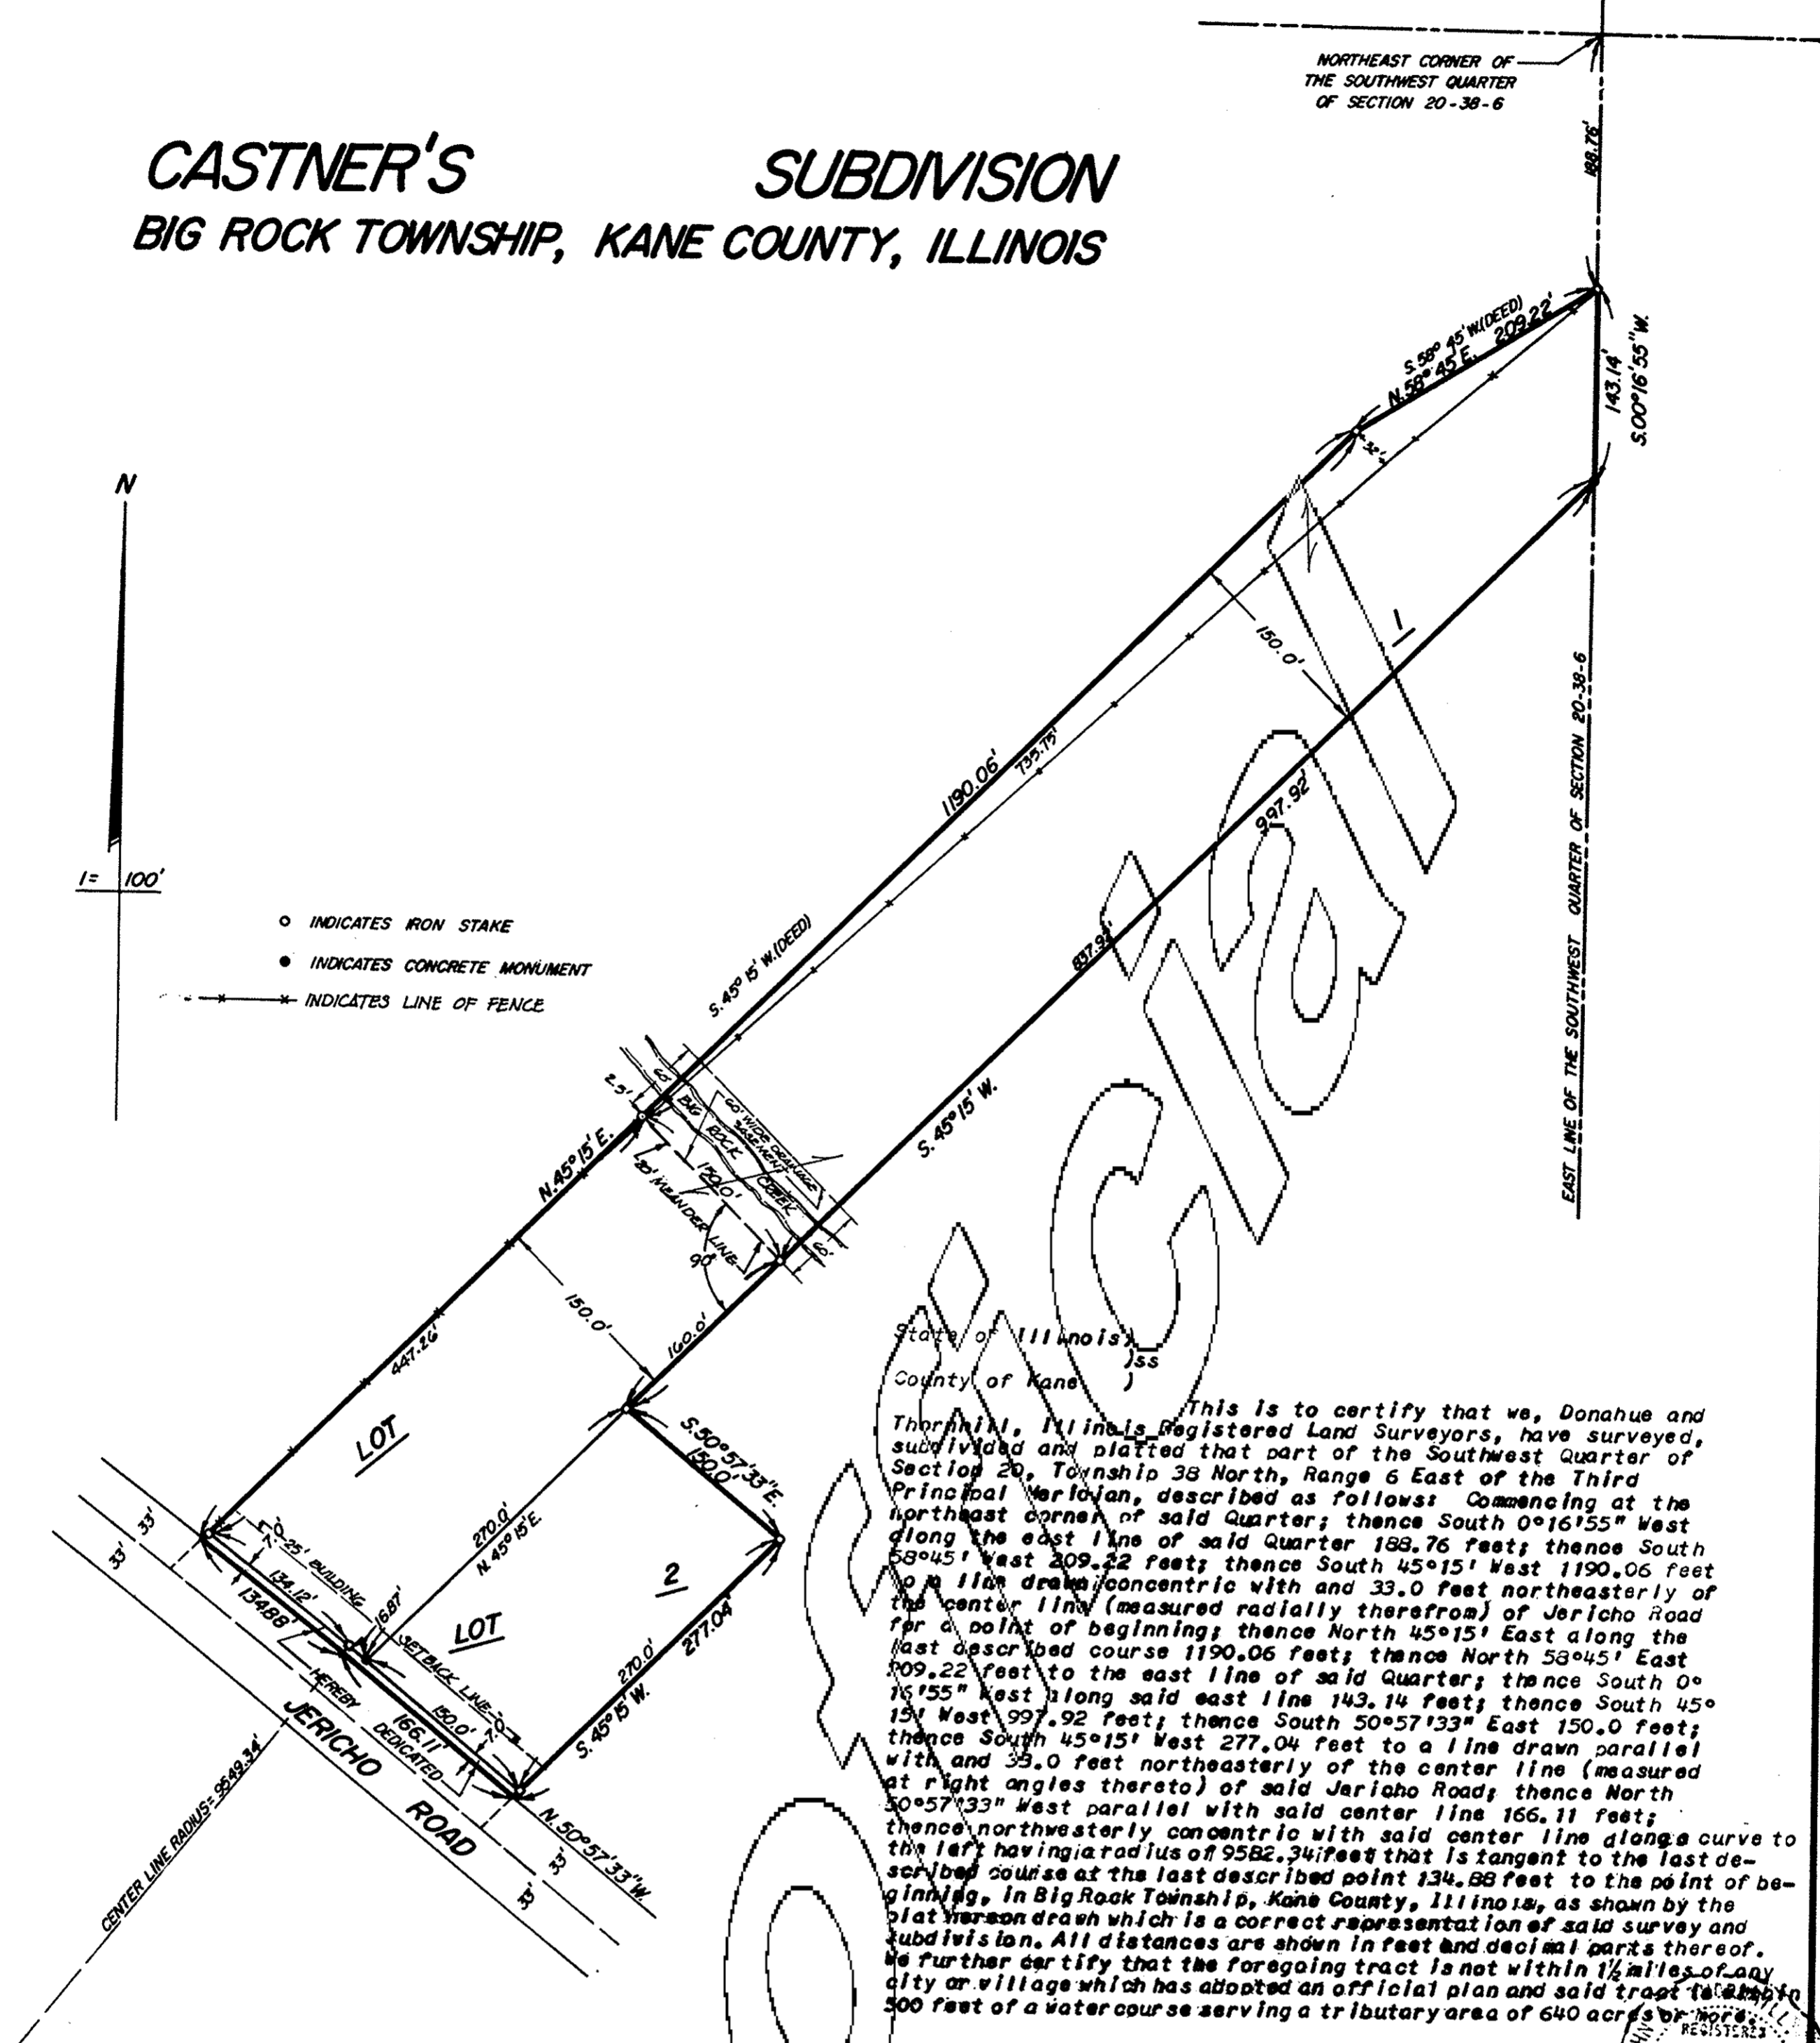 NORTHEAST CORNER OF
THE SOUTHWEST QUARTER
OF SECTION 20-38-6
188.76'
CASTNER'S SUBDIVISION
BIG ROCK TOWNSHIP, KANE COUNTY, ILLINOIS
S. 58° 45' W.(DEED)
N. 58° 45' E. 209.22'
143.14'
S.00°16'55"W.
32'
N
1= 100'
1
150.0'
1190.06'
735.75'
997.92'
837.92'
EAST LINE OF THE SOUTHWEST QUARTER OF SECTION 20-38-6
○ INDICATES IRON STAKE
● INDICATES CONCRETE MONUMENT
INDICATES LINE OF FENCE
S. 45° 15' W.(DEED)
S. 45° 15' W.
2.5'
60'
BIG ROCK CREEK
60' WIDE DRAINAGE
EASEMENT
N. 45° 15' E.
20' MEANDER LINE
150.0'
90°
60'
150.0'
160.0'
447.26'
LOT
S. 50° 57' 33" E.
150.0'
270.0'
N. 45° 15' E.
2
LOT
270.0'
277.04'
S. 45° 15' W.
33'
33'
25' BUILDING
SETBACK LINE
7.0'
134.12'
134.88'
16.87'
HEREBY DEDICATED
150.0'
7.0'
166.11'
JERICHO ROAD
N. 50° 57' 33" W.
33'
33'
CENTER LINE RADIUS= 9549.34'
State of Illinois)
)ss
County of Kane )
This is to certify that we, Donahue and
Thornhill, Illinois Registered Land Surveyors, have surveyed,
subdivided and platted that part of the Southwest Quarter of
Section 20, Township 38 North, Range 6 East of the Third
Principal Meridian, described as follows: Commencing at the
northeast corner of said Quarter; thence South 0°16'55" West
along the east line of said Quarter 188.76 feet; thence South
58°45' West 209.22 feet; thence South 45°15' West 1190.06 feet
to a line drawn concentric with and 33.0 feet northeasterly of
the center line (measured radially therefrom) of Jericho Road
for a point of beginning; thence North 45°15' East along the
last described course 1190.06 feet; thence North 58°45' East
209.22 feet to the east line of said Quarter; thence South 0°
16'55" West along said east line 143.14 feet; thence South 45°
15' West 997.92 feet; thence South 50°57'33" East 150.0 feet;
thence South 45°15' West 277.04 feet to a line drawn parallel
with and 33.0 feet northeasterly of the center line (measured
at right angles thereto) of said Jericho Road; thence North
50°57'33" West parallel with said center line 166.11 feet;
thence northwesterly concentric with said center line along a curve to
the left having a radius of 9582.34 feet that is tangent to the last de-
scribed course at the last described point 134.88 feet to the point of be-
ginning, in Big Rock Township, Kane County, Illinois, as shown by the
plat hereon drawn which is a correct representation of said survey and
subdivision. All distances are shown in feet and decimal parts thereof.
We further certify that the foregoing tract is not within 1½ miles of any
city or village which has adopted an official plan and said tract is within
500 feet of a watercourse serving a tributary area of 640 acres or more.
REGISTERED